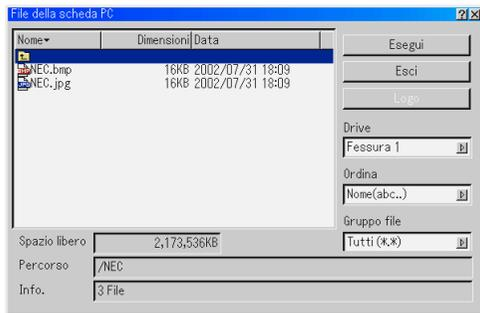 File della scheda PC
Nome Dimensioni Data
NEC.bmp 16KB 2002/07/31 18:09
NEC.jpg 16KB 2002/07/31 18:09
Esegui
Esci
Logo
Drive
Fessura 1
Ordina
Nome(abc..)
Gruppo file
Tutti (*.*)
Spazio libero 2,173,536KB
Percorso /NEC
Info. 3 File